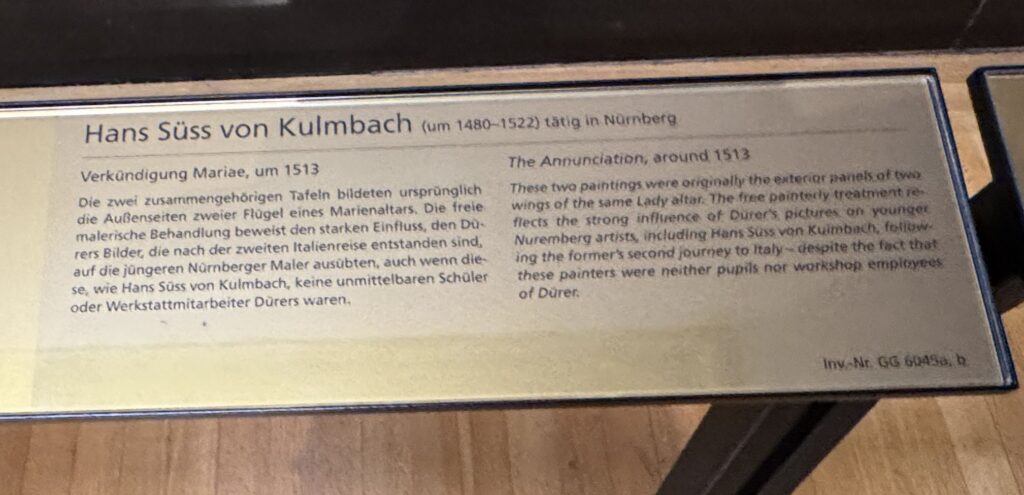 Hans Süss von Kulmbach (um 1480–1522) tätig in Nürnberg
Verkündigung Mariae, um 1513
Die zwei zusammengehörigen Tafeln bildeten ursprünglich
die Außenseiten zweier Flügel eines Marienaltars. Die freie
malerische Behandlung beweist den starken Einfluss, den Dü-
rers Bilder, die nach der zweiten Italienreise entstanden sind,
auf die jüngeren Nürnberger Maler ausübten, auch wenn die-
se, wie Hans Süss von Kulmbach, keine unmittelbaren Schüler
oder Werkstattmitarbeiter Dürers waren.
The Annunciation, around 1513
These two paintings were originally the exterior panels of two
wings of the same Lady altar. The free painterly treatment re-
flects the strong influence of Dürer's pictures on younger
Nuremberg artists, including Hans Süss von Kulmbach, follow-
ing the former's second journey to Italy – despite the fact that
these painters were neither pupils nor workshop employees
of Dürer.
Inv.-Nr. GG 6045a, b